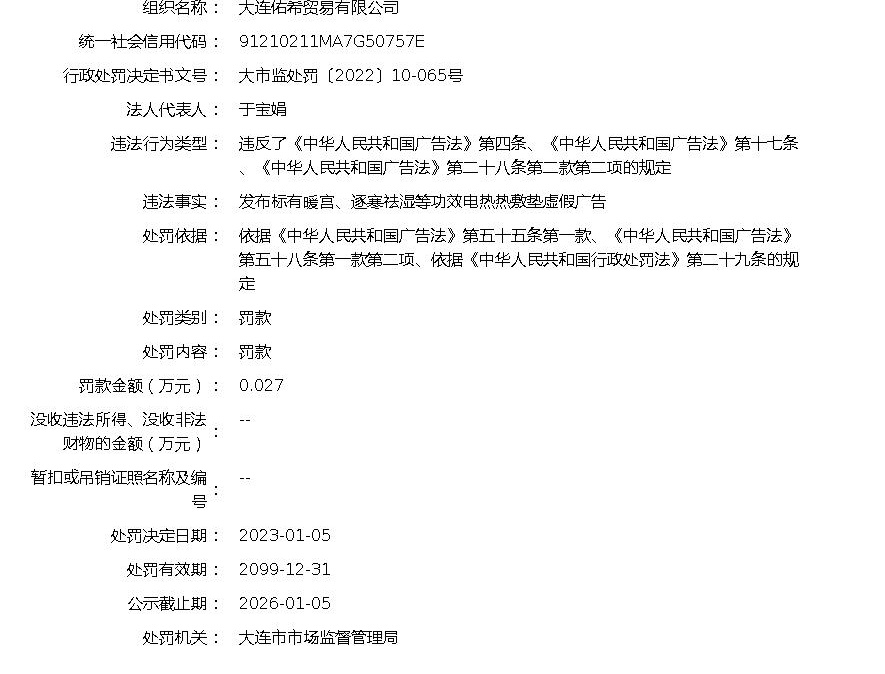 组织名称： 大连佑希贸易有限公司
统一社会信用代码： 91210211MA7G50757E
行政处罚决定书文号： 大市监处罚〔2022〕10-065号
法人代表人： 于宝娟
违法行为类型： 违反了《中华人民共和国广告法》第四条、《中华人民共和国广告法》第十七条
、《中华人民共和国广告法》第二十八条第二款第二项的规定
违法事实： 发布标有暖宫、逐寒祛湿等功效电热热敷垫虚假广告
处罚依据： 依据《中华人民共和国广告法》第五十五条第一款、《中华人民共和国广告法》
第五十八条第一款第二项、依据《中华人民共和国行政处罚法》第二十九条的规
定
处罚类别： 罚款
处罚内容： 罚款
罚款金额（万元）： 0.027
没收违法所得、没收非法
财物的金额（万元）： --
暂扣或吊销证照名称及编
号： --
处罚决定日期： 2023-01-05
处罚有效期： 2099-12-31
公示截止期： 2026-01-05
处罚机关： 大连市市场监督管理局